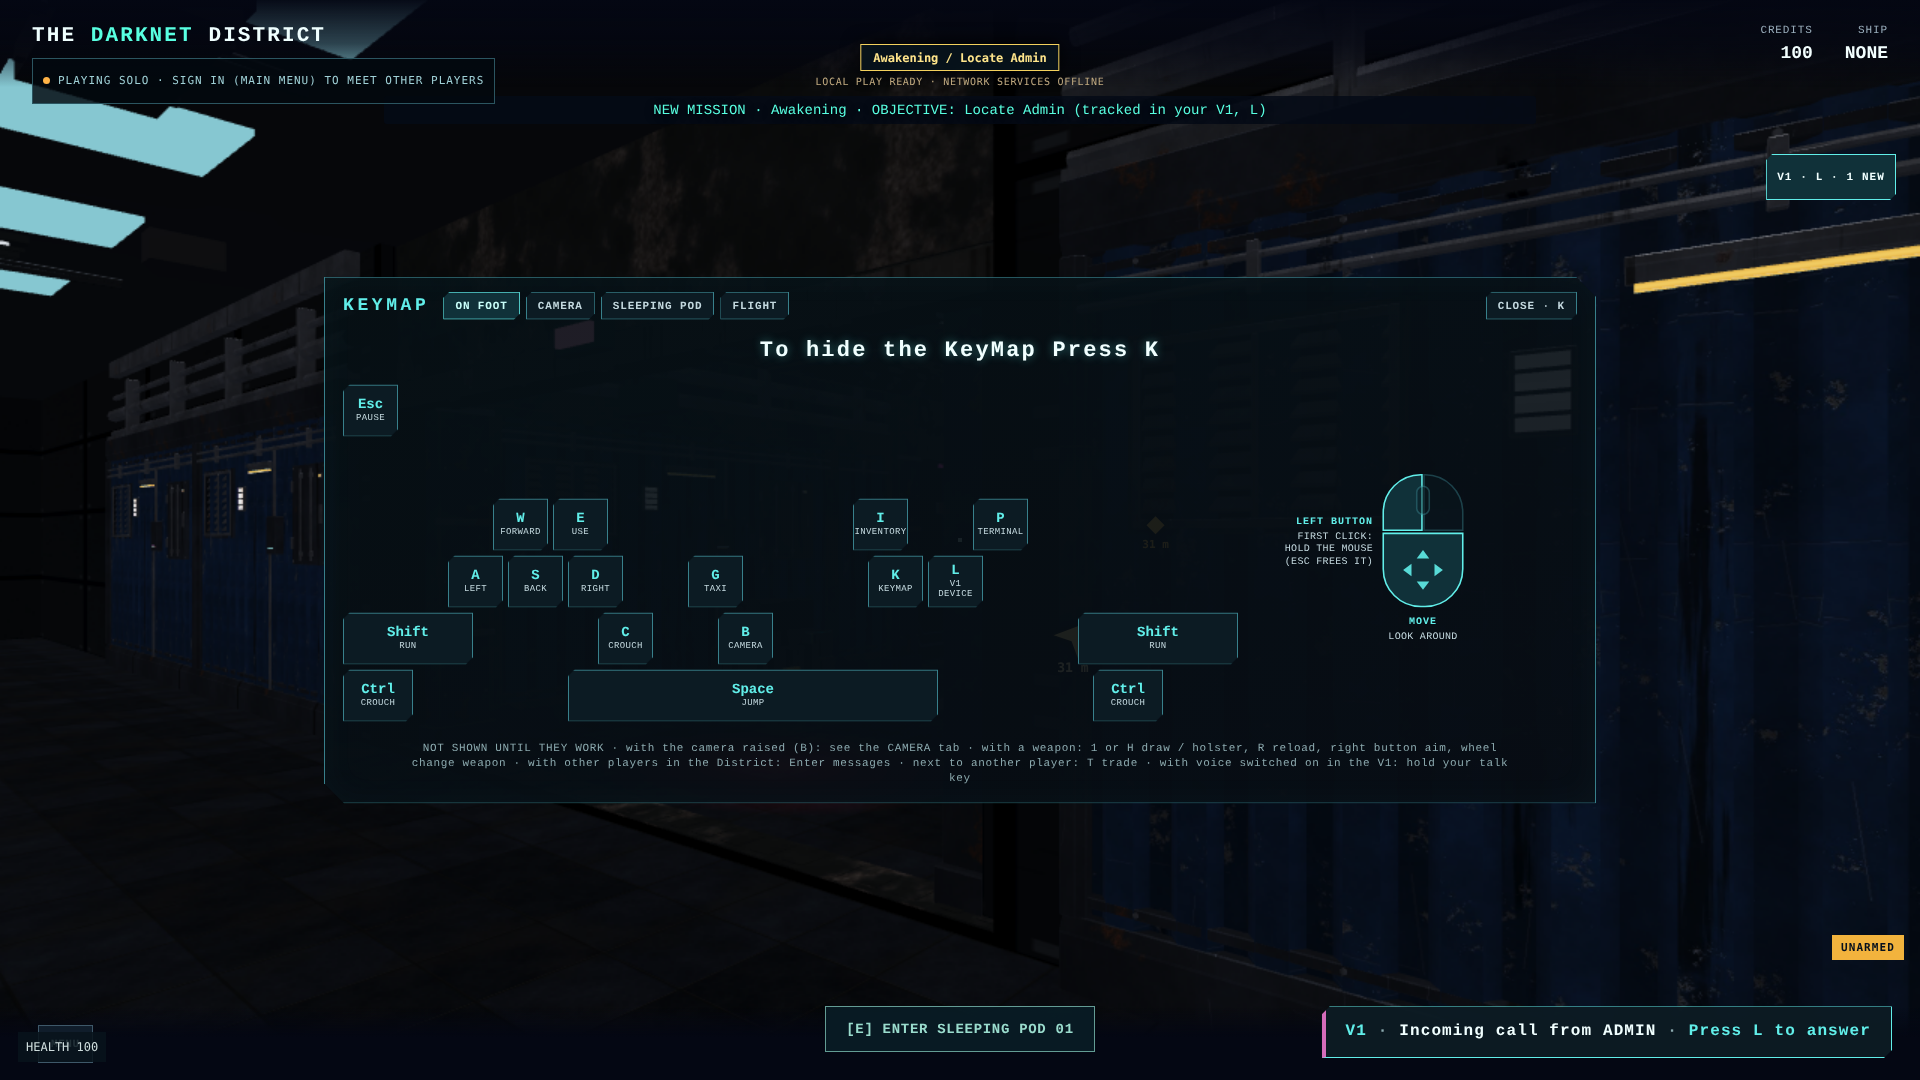 THE DARKNET DISTRICT
PLAYING SOLO · SIGN IN (MAIN MENU) TO MEET OTHER PLAYERS
Awakening / Locate Admin
LOCAL PLAY READY · NETWORK SERVICES OFFLINE
NEW MISSION · Awakening · OBJECTIVE: Locate Admin (tracked in your V1, L)
CREDITS
100
SHIP
NONE
V1 · L · 1 NEW
KEYMAP
ON FOOT
CAMERA
SLEEPING POD
FLIGHT
CLOSE · K
To hide the KeyMap Press K
Esc
PAUSE
W
FORWARD
E
USE
I
INVENTORY
P
TERMINAL
A
LEFT
S
BACK
D
RIGHT
G
TAXI
K
KEYMAP
L
V1
DEVICE
Shift
RUN
C
CROUCH
B
CAMERA
Shift
RUN
Ctrl
CROUCH
Space
JUMP
Ctrl
CROUCH
31 m
31 m
LEFT BUTTON
FIRST CLICK:
HOLD THE MOUSE
(ESC FREES IT)
MOVE
LOOK AROUND
NOT SHOWN UNTIL THEY WORK · with the camera raised (B): see the CAMERA tab · with a weapon: 1 or H draw / holster, R reload, right button aim, wheel
change weapon · with other players in the District: Enter messages · next to another player: T trade · with voice switched on in the V1: hold your talk
key
UNARMED
[E] ENTER SLEEPING POD 01
V1 · Incoming call from ADMIN · Press L to answer
HEALTH 100